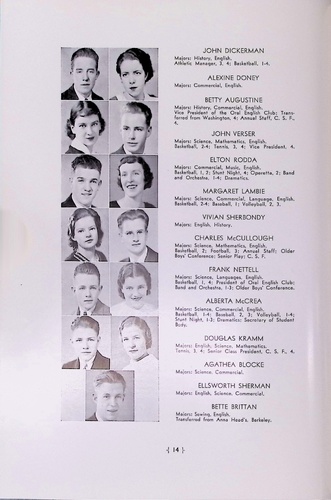 JOHN DICKERMAN
Majors: History, English.
Athletic Manager, 3, 4; Basketball, 1-4.
ALEXINE DONEY
Majors: Commercial, English.
BETTY AUGUSTINE
Majors: History, Commercial, English.
Vice President of the Oral English Club; Trans-
ferred from Washington, 4; Annual Staff, C. S. F.,
4.
JOHN VERSER
Majors: Science, Mathematics, English.
Basketball, 2-4; Tennis, 3, 4; Vice President, 4.
ELTON RODDA
Majors: Commercial, Music, English.
Basketball, 1, 2; Stunt Night, 4; Operetta, 2; Band
and Orchestra, 1-4; Dramatics.
MARGARET LAMBIE
Majors: Science, Commercial, Language, English.
Basketball, 2-4; Baseball, 1; Volleyball, 2, 3.
VIVIAN SHERBONDY
Majors: English, History.
CHARLES McCULLOUGH
Majors: Science, Mathematics, English.
Basketball, 2; Football, 3; Annual Staff; Older
Boys' Conference; Senior Play; C. S. F.
FRANK NETTELL
Majors: Science, Languages, English.
Basketball, 1, 4; President of Oral English Club;
Band and Orchestra, 1-3; Older Boys' Conference.
ALBERTA McCREA
Majors: Science, Commercial, English.
Basketball, 1-4; Baseball, 2, 3; Volleyball, 1-4;
Stunt Night, 1-3; Dramatics; Secretary of Student
Body.
DOUGLAS KRAMM
Majors: English, Science, Mathematics.
Tennis, 3, 4; Senior Class President, C. S. F., 4.
AGATHEA BLOCKE
Majors: Science, Commercial.
ELLSWORTH SHERMAN
Majors: English, Science, Commercial.
BETTE BRITTAN
Majors: Sewing, English.
Transferred from Anna Head's, Berkeley.
14